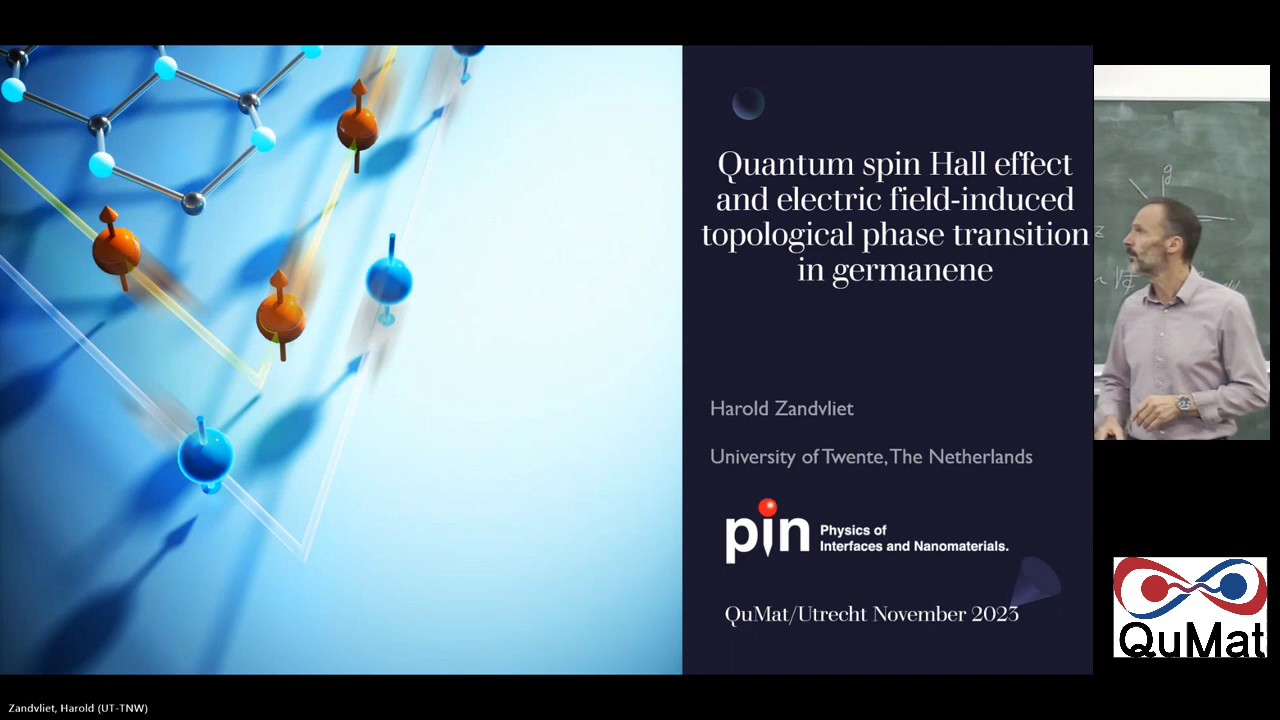 Quantum spin Hall effect
and electric field-induced
topological phase transition
in germanene
Harold Zandvliet
University of Twente, The Netherlands
pin Physics of
Interfaces and Nanomaterials.
QuMat/Utrecht November 2023
QuMat
Zandvliet, Harold (UT-TNW)